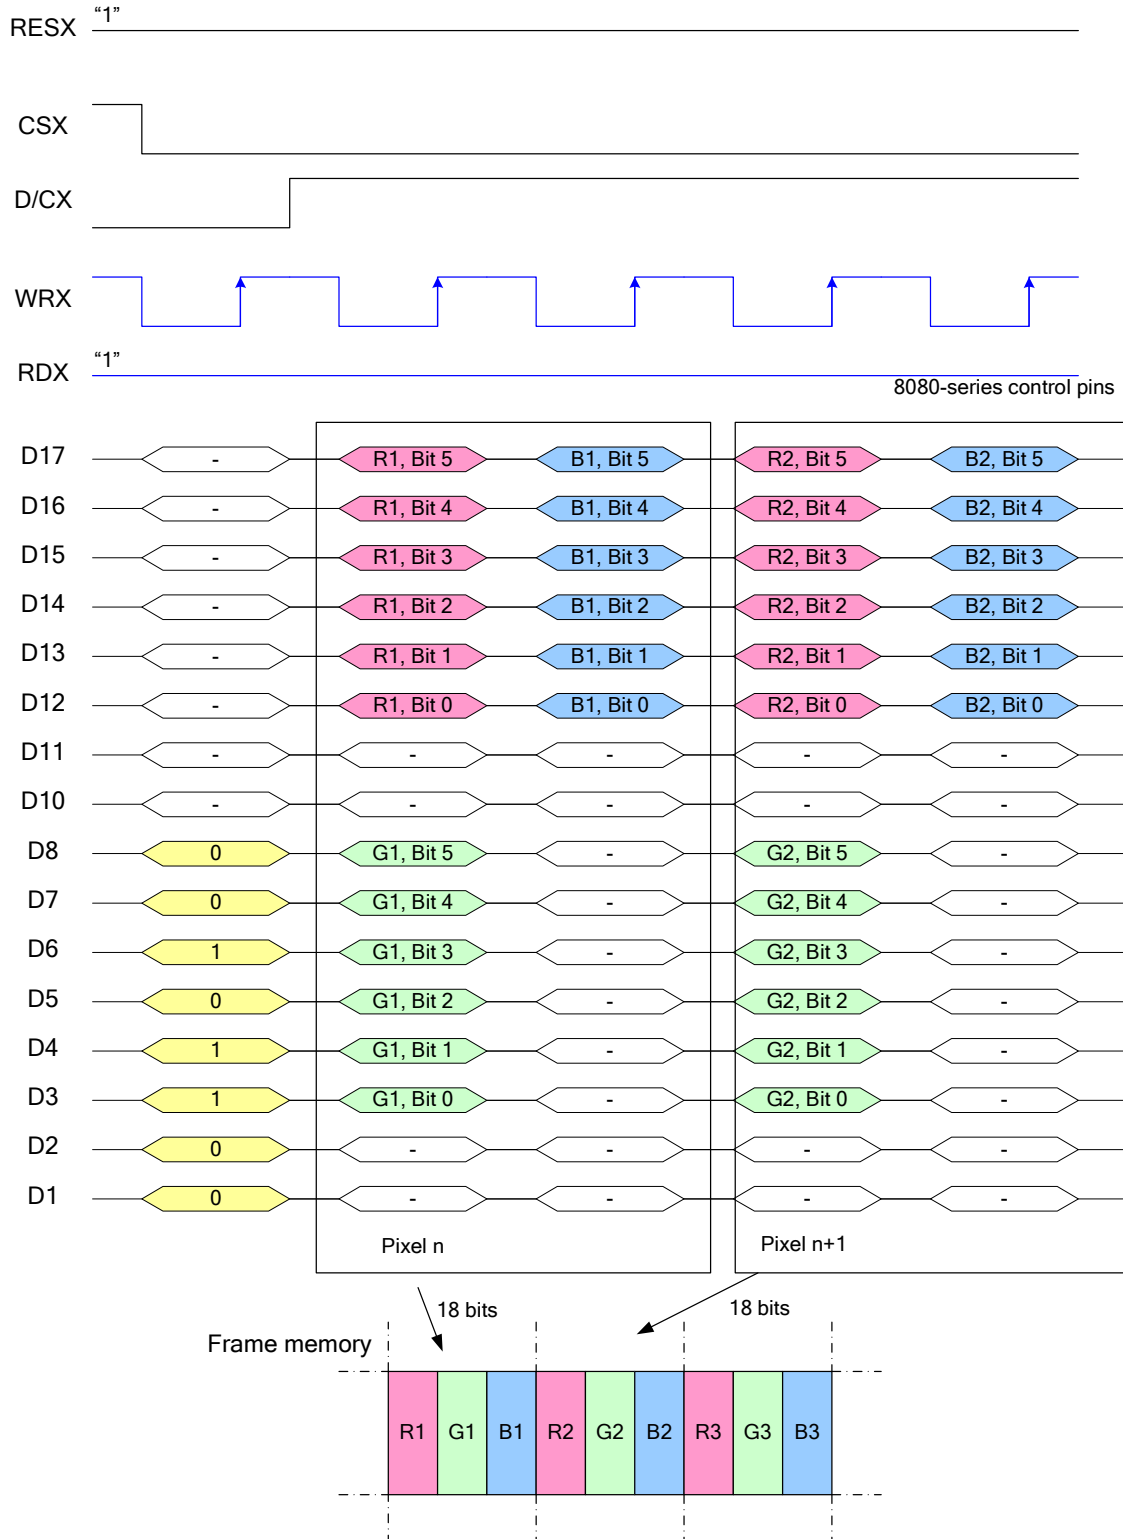 RESX “1”
CSX
D/CX
WRX
RDX “1”
8080-series control pins
D17 - R1, Bit 5 B1, Bit 5 R2, Bit 5 B2, Bit 5
D16 - R1, Bit 4 B1, Bit 4 R2, Bit 4 B2, Bit 4
D15 - R1, Bit 3 B1, Bit 3 R2, Bit 3 B2, Bit 3
D14 - R1, Bit 2 B1, Bit 2 R2, Bit 2 B2, Bit 2
D13 - R1, Bit 1 B1, Bit 1 R2, Bit 1 B2, Bit 1
D12 - R1, Bit 0 B1, Bit 0 R2, Bit 0 B2, Bit 0
D11 - - - - -
D10 - - - - -
D8 0 G1, Bit 5 - G2, Bit 5 -
D7 0 G1, Bit 4 - G2, Bit 4 -
D6 1 G1, Bit 3 - G2, Bit 3 -
D5 0 G1, Bit 2 - G2, Bit 2 -
D4 1 G1, Bit 1 - G2, Bit 1 -
D3 1 G1, Bit 0 - G2, Bit 0 -
D2 0 - - - -
D1 0 - - - -
Pixel n Pixel n+1
18 bits 18 bits
Frame memory
R1 G1 B1 R2 G2 B2 R3 G3 B3